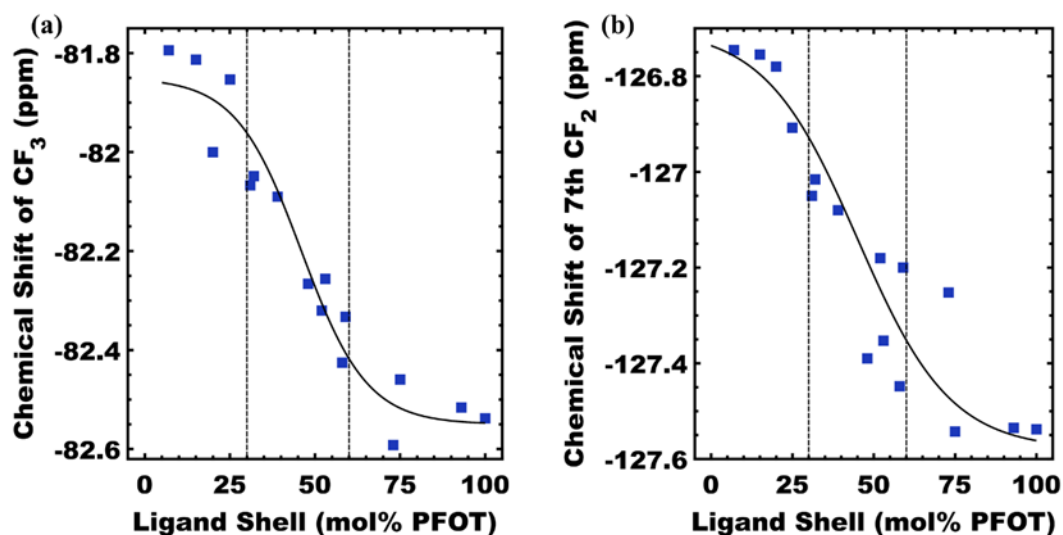 (a)
Chemical Shift of CF3 (ppm)
-81.8
-82
-82.2
-82.4
-82.6
0 25 50 75 100
Ligand Shell (mol% PFOT)
(b)
Chemical Shift of 7th CF2 (ppm)
-126.8
-127
-127.2
-127.4
-127.6
0 25 50 75 100
Ligand Shell (mol% PFOT)